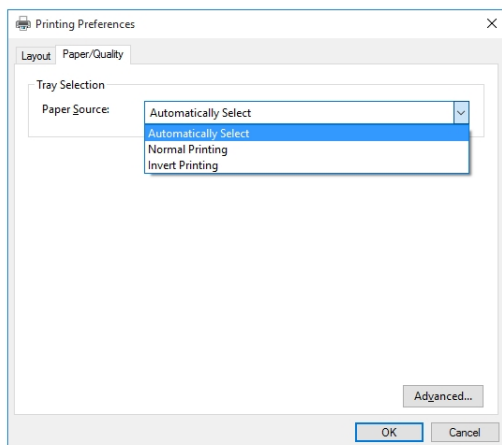 Printing Preferences
Layout Paper/Quality
Tray Selection
Paper Source: Automatically Select
Automatically Select
Normal Printing
Invert Printing
Advanced...
OK Cancel